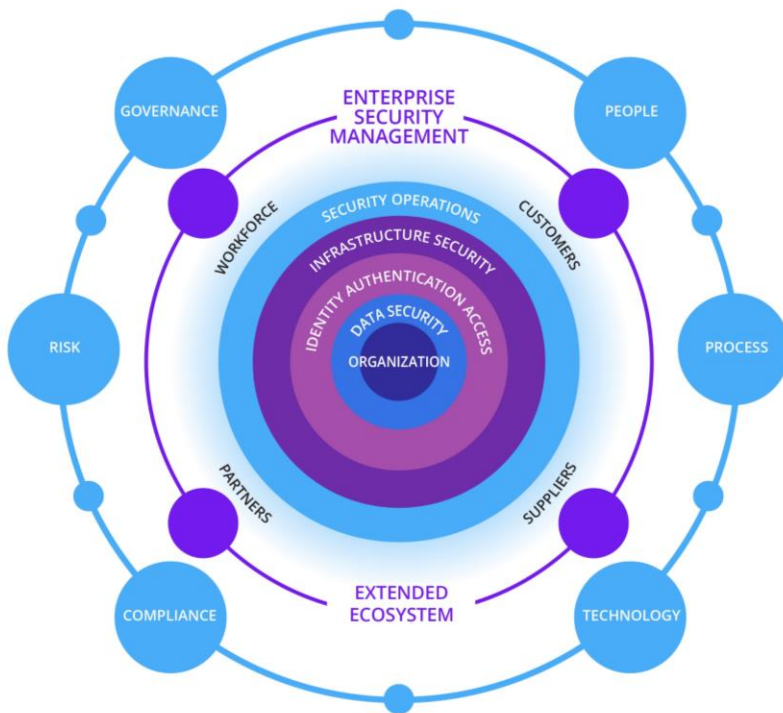 GOVERNANCE
ENTERPRISE
SECURITY
MANAGEMENT
PEOPLE
WORKFORCE
SECURITY OPERATIONS
CUSTOMERS
INFRASTRUCTURE SECURITY
IDENTITY AUTHENTICATION ACCESS
DATA SECURITY
RISK
ORGANIZATION
PROCESS
PARTNERS
SUPPLIERS
COMPLIANCE
EXTENDED
ECOSYSTEM
TECHNOLOGY